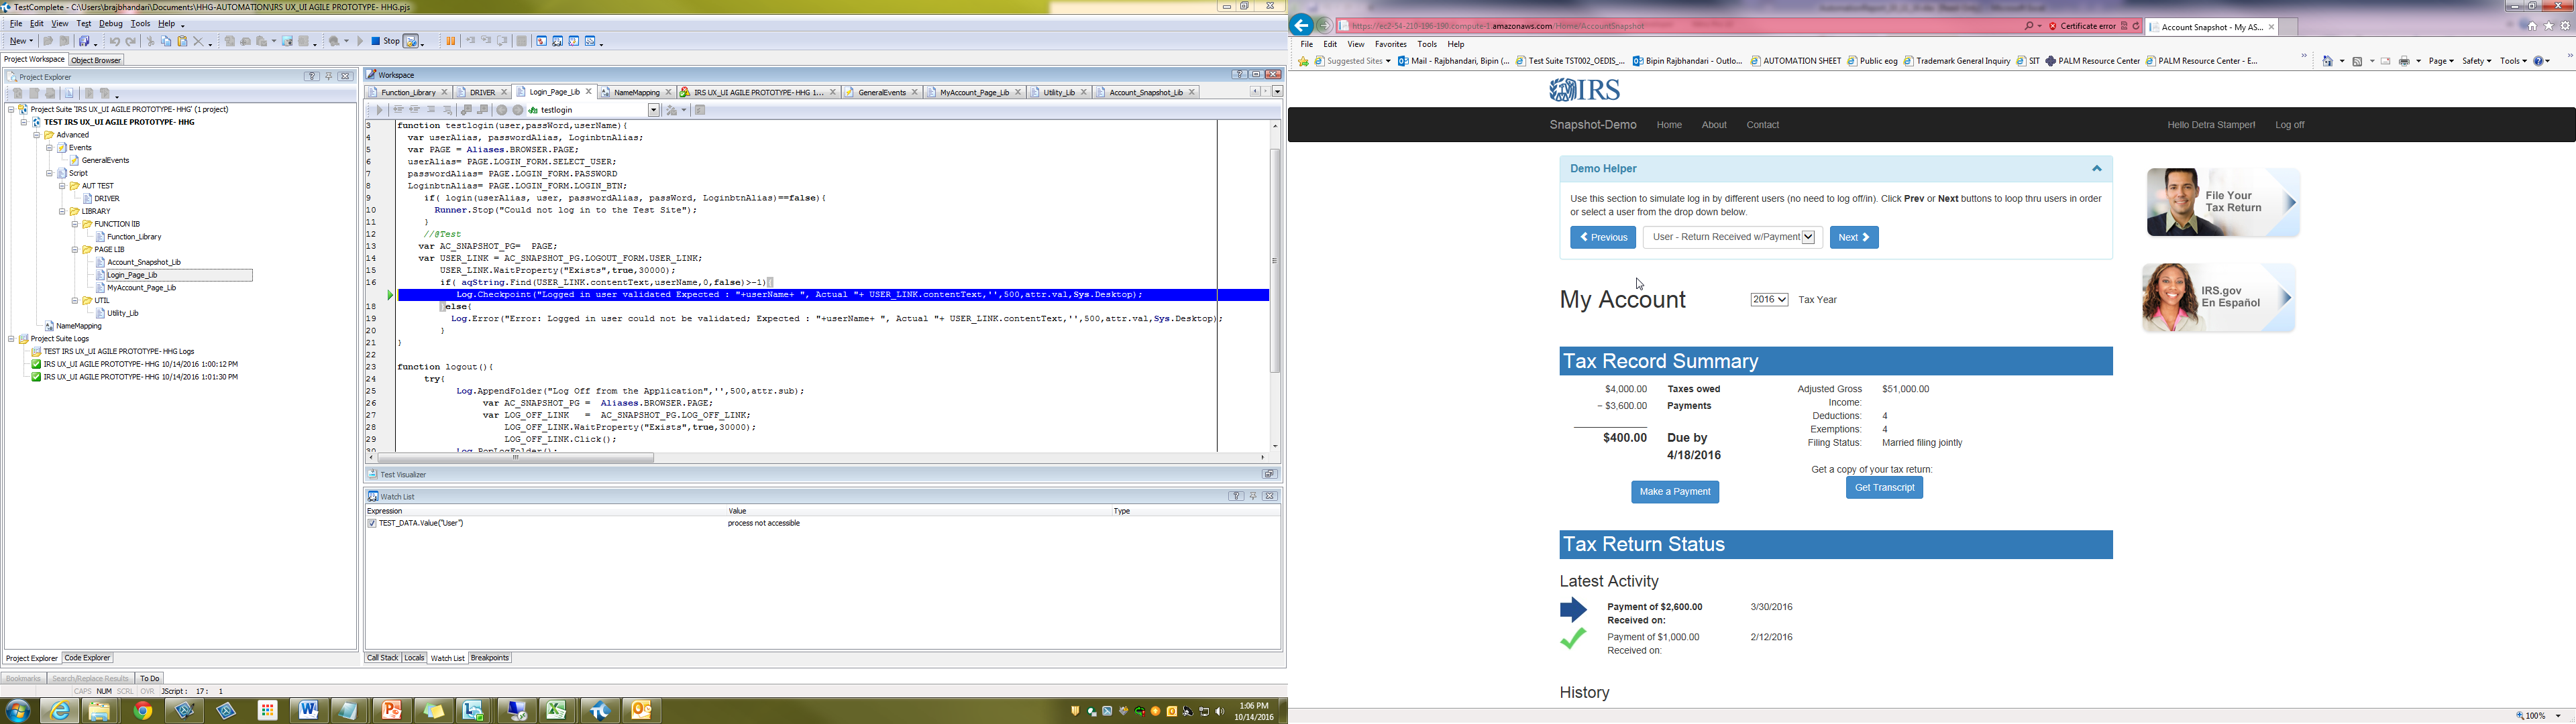 TestComplete - C:\Users\brajbhandari\Documents\HHG-AUTOMATION\IRS UX_UI AGILE PROTOTYPE- HHG.pjs
File Edit View Test Debug Tools Help
New Stop
Project Workspace Object Browser
Project Explorer
Project Suite 'IRS UX_UI AGILE PROTOTYPE- HHG' (1 project)
TEST IRS UX_UI AGILE PROTOTYPE- HHG
Advanced
Events
GeneralEvents
Script
AUT TEST
DRIVER
LIBRARY
FUNCTION lIB
Function_Library
PAGE LIB
Account_Snapshot_Lib
Login_Page_Lib
MyAccount_Page_Lib
UTIL
Utility_Lib
NameMapping
Project Suite Logs
TEST IRS UX_UI AGILE PROTOTYPE- HHG Logs
IRS UX_UI AGILE PROTOTYPE- HHG 10/14/2016 1:00:12 PM
IRS UX_UI AGILE PROTOTYPE- HHG 10/14/2016 1:01:30 PM
Project Explorer Code Explorer
Workspace
Function_Library DRIVER Login_Page_Lib NameMapping IRS UX_UI AGILE PROTOTYPE- HHG 1... GeneralEvents MyAccount_Page_Lib Utility_Lib Account_Snapshot_Lib
testlogin
3 function testlogin(user,passWord,userName){
4 var userAlias, passwordAlias, LoginbtnAlias;
5 var PAGE = Aliases.BROWSER.PAGE;
6 userAlias= PAGE.LOGIN_FORM.SELECT_USER;
7 passwordAlias= PAGE.LOGIN_FORM.PASSWORD
8 LoginbtnAlias= PAGE.LOGIN_FORM.LOGIN_BTN;
9 if( login(userAlias, user, passwordAlias, passWord, LoginbtnAlias)==false){
10 Runner.Stop("Could not log in to the Test Site");
11 }
12 //@Test
13 var AC_SNAPSHOT_PG= PAGE;
14 var USER_LINK = AC_SNAPSHOT_PG.LOGOUT_FORM.USER_LINK;
15 USER_LINK.WaitProperty("Exists",true,30000);
16 if( aqString.Find(USER_LINK.contentText,userName,0,false)>-1){
Log.Checkpoint("Logged in user validated Expected : "+userName+ ", Actual "+ USER_LINK.contentText,'',500,attr.val,Sys.Desktop);
18 else{
19 Log.Error("Error: Logged in user could not be validated; Expected : "+userName+ ", Actual "+ USER_LINK.contentText,'',500,attr.val,Sys.Desktop);
20 }
21 }
22
23 function logout(){
24 try{
25 Log.AppendFolder("Log Off from the Application",'',500,attr.sub);
26 var AC_SNAPSHOT_PG = Aliases.BROWSER.PAGE;
27 var LOG_OFF_LINK = AC_SNAPSHOT_PG.LOG_OFF_LINK;
28 LOG_OFF_LINK.WaitProperty("Exists",true,30000);
29 LOG_OFF_LINK.Click();
30 Log.PopLogFolder();
Test Visualizer
Watch List
Expression Value Type
TEST_DATA.Value("User") process not accessible
Call Stack Locals Watch List Breakpoints
Bookmarks Search/Replace Results To Do
CAPS NUM SCRL OVR JScript : 17 : 1
1:06 PM
10/14/2016
https://ec2-54-210-196-190.compute-1.amazonaws.com/Home/AccountSnapshot Certificate error Account Snapshot - My AS...
File Edit View Favorites Tools Help
Suggested Sites Mail - Rajbhandari, Bipin (... Test Suite TST002_OEDIS_... Bipin Rajbhandari - Outlo... AUTOMATION SHEET Public eog Trademark General Inquiry SIT PALM Resource Center PALM Resource Center - E... Page Safety Tools
IRS
Snapshot-Demo Home About Contact Hello Detra Stamper! Log off
Demo Helper
Use this section to simulate log in by different users (no need to log off/in). Click Prev or Next buttons to loop thru users in order
or select a user from the drop down below.
Previous User - Return Received w/Payment Next
File Your
Tax Return
IRS.gov
En Español
My Account 2016 Tax Year
Tax Record Summary
$4,000.00 Taxes owed
− $3,600.00 Payments
$400.00 Due by
4/18/2016
Make a Payment
Adjusted Gross $51,000.00
Income:
Deductions: 4
Exemptions: 4
Filing Status: Married filing jointly
Get a copy of your tax return:
Get Transcript
Tax Return Status
Latest Activity
Payment of $2,600.00 3/30/2016
Received on:
Payment of $1,000.00 2/12/2016
Received on:
History
100%